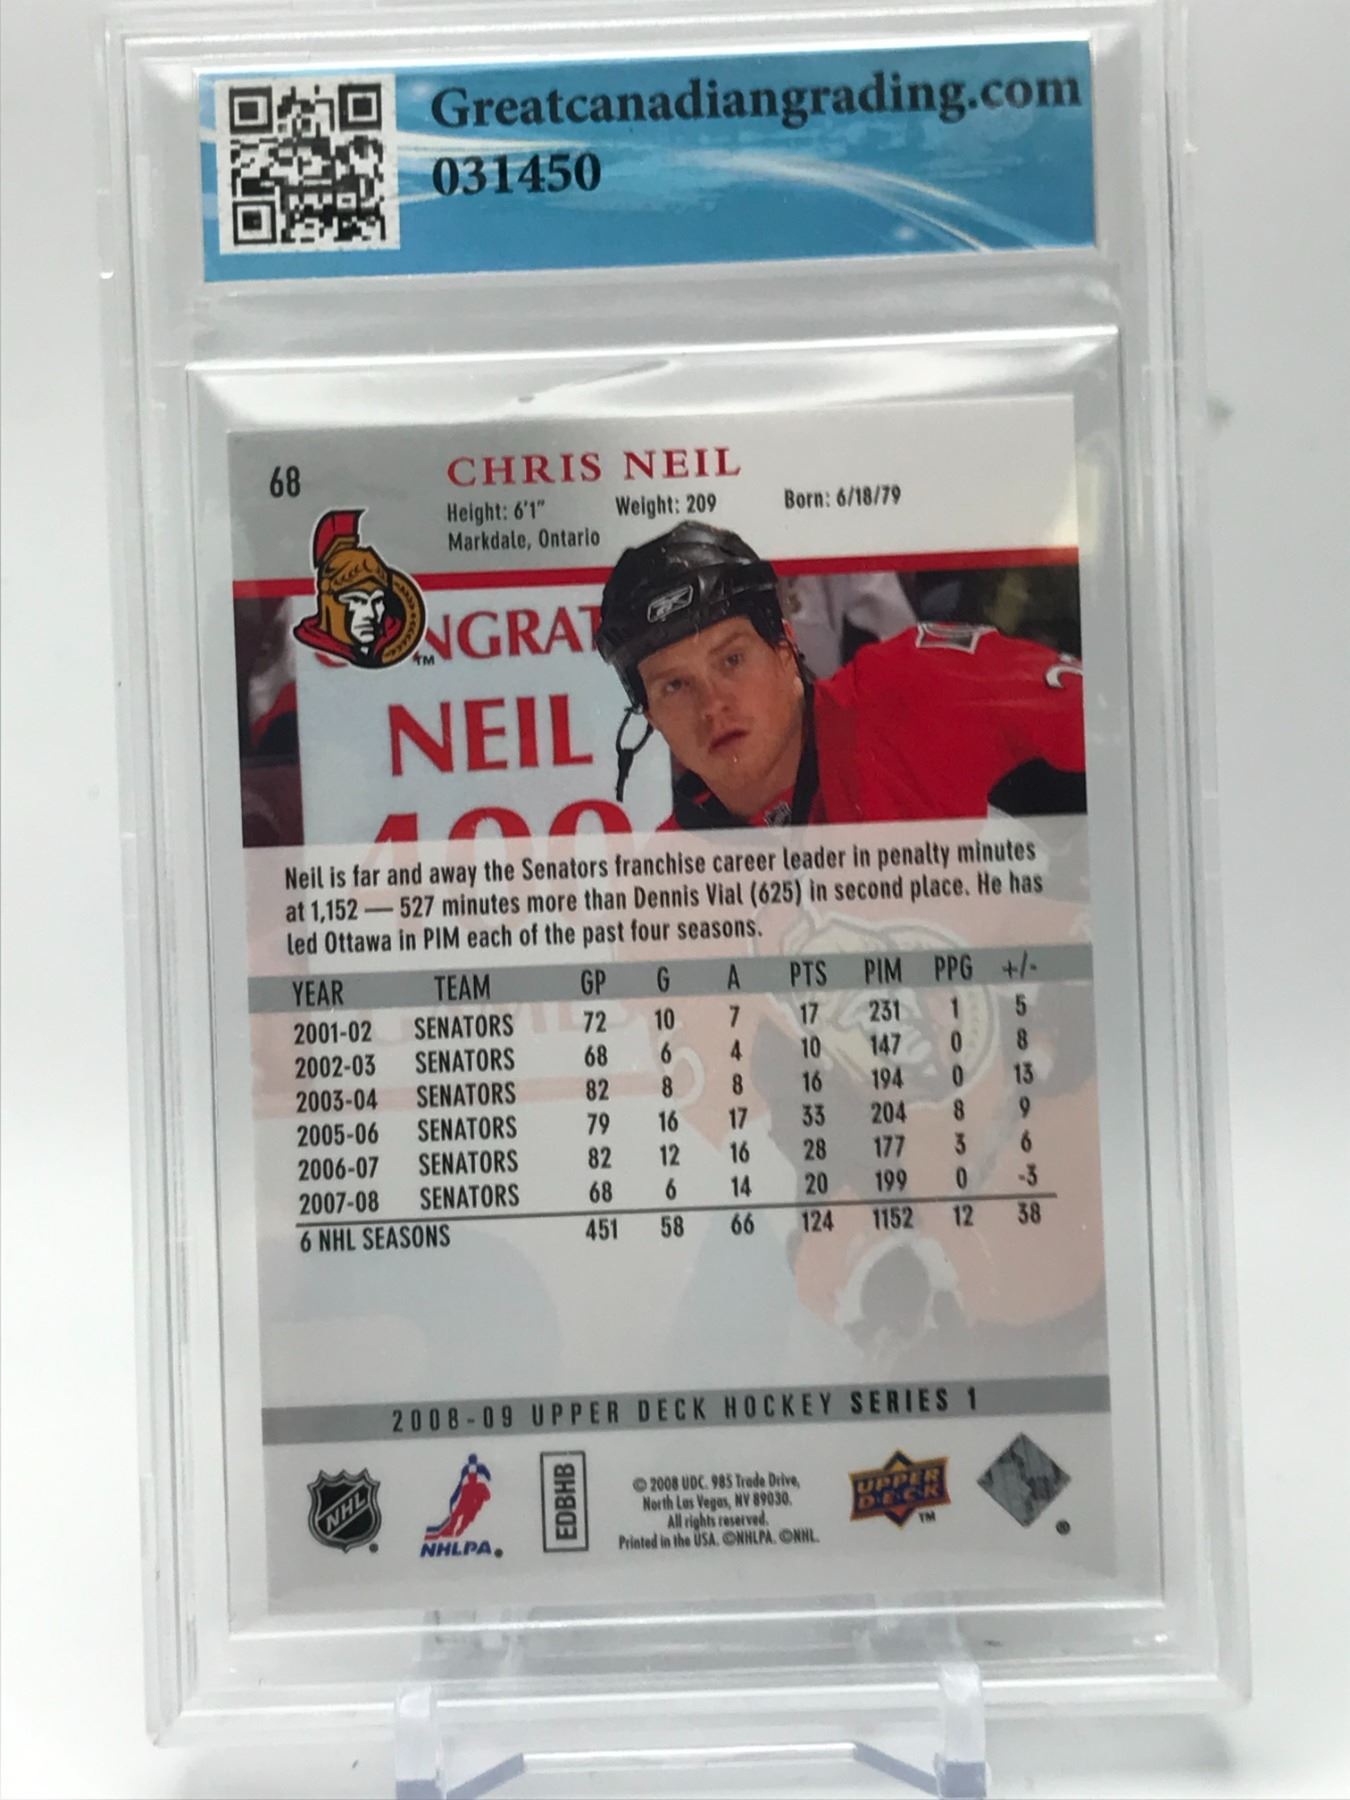 Greatcanadiangrading.com
031450
68
CHRIS NEIL
Height: 6'1" Weight: 209 Born: 6/18/79
Markdale, Ontario
NGRAT
TM
NEIL
400
Neil is far and away the Senators franchise career leader in penalty minutes
at 1,152 — 527 minutes more than Dennis Vial (625) in second place. He has
led Ottawa in PIM each of the past four seasons.
YEAR TEAM GP G A PTS PIM PPG +/-
2001-02 SENATORS 72 10 7 17 231 1 5
2002-03 SENATORS 68 6 4 10 147 0 8
2003-04 SENATORS 82 8 8 16 194 0 13
2005-06 SENATORS 79 16 17 33 204 8 9
2006-07 SENATORS 82 12 16 28 177 3 6
2007-08 SENATORS 68 6 14 20 199 0 -3
6 NHL SEASONS 451 58 66 124 1152 12 38
2008-09 UPPER DECK HOCKEY SERIES 1
NHL
NHLPA
EDBHB
© 2008 UDC. 985 Trade Drive,
North Las Vegas, NV 89030.
All rights reserved.
Printed in the USA. ©NHLPA. ©NHL.
UPPER
DECK
TM